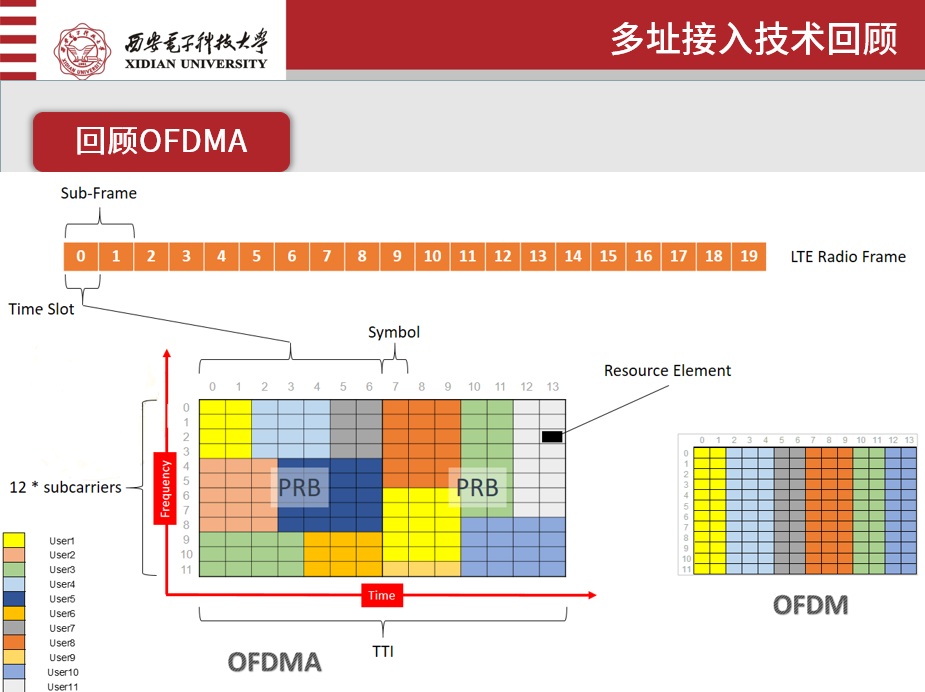 西安电子科技大学
XIDIAN UNIVERSITY
多址接入技术回顾
回顾OFDMA
Sub-Frame
0 1 2 3 4 5 6 7 8 9 10 11 12 13 14 15 16 17 18 19
LTE Radio Frame
Time Slot
Symbol
Resource Element
0 1 2 3 4 5 6 7 8 9 10 11 12 13
0
1
2
3
4
5
6
7
8
9
10
11
PRB
PRB
Frequency
12 * subcarriers
Time
TTI
OFDMA
User1
User2
User3
User4
User5
User6
User7
User8
User9
User10
User11
0 1 2 3 4 5 6 7 8 9 10 11 12 13
0
1
2
3
4
5
6
7
8
9
10
11
OFDM